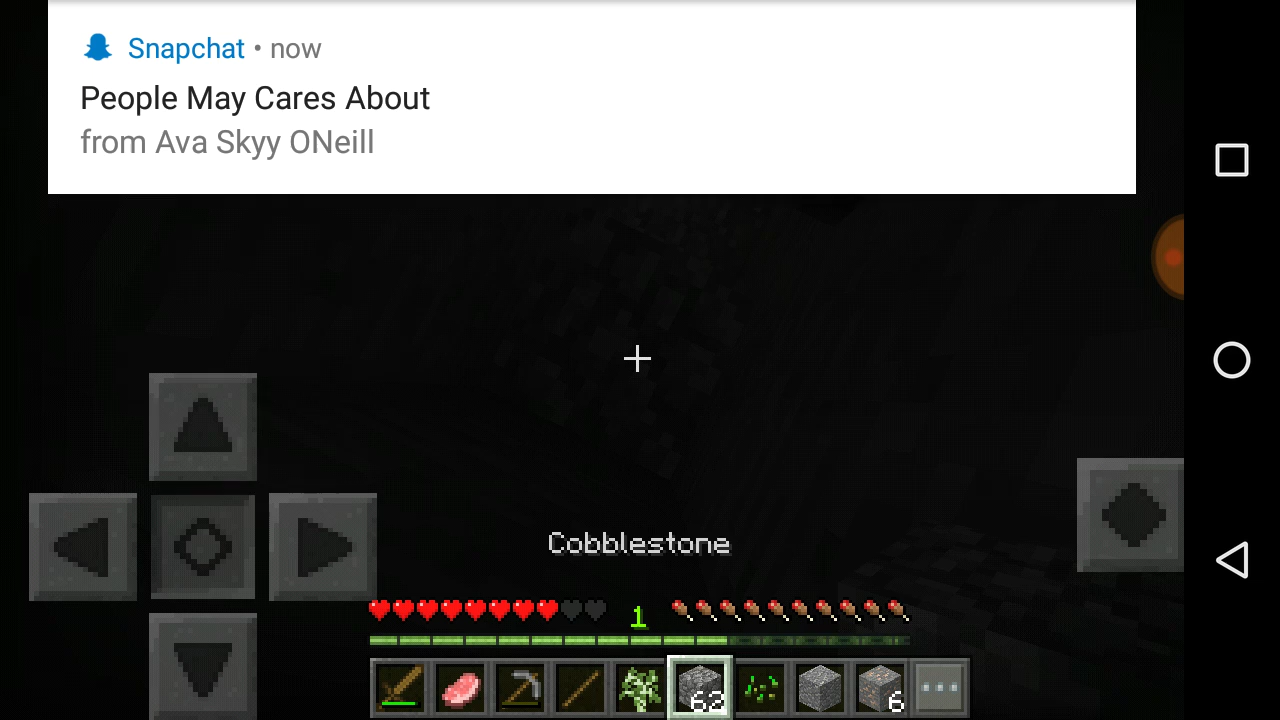 Snapchat • now
People May Cares About
from Ava Skyy ONeill
Cobblestone
1
62
6